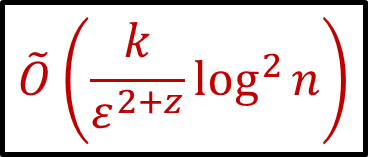 Õ(k/ε^{2+z} log² n)